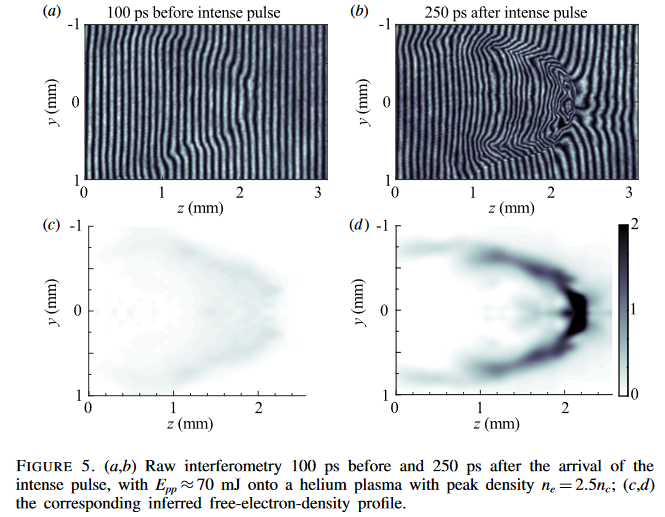 (a) 100 ps before intense pulse
(b) 250 ps after intense pulse
-1
0
1
y (mm)
0 1 2 3
z (mm)
-1
0
1
y (mm)
0 1 2 3
z (mm)
(c)
-1
0
1
y (mm)
0 1 2
z (mm)
(d)
-1
0
1
y (mm)
0 1 2
z (mm)
2
1
0
FIGURE 5. (a,b) Raw interferometry 100 ps before and 250 ps after the arrival of the
intense pulse, with Epp ≈ 70 mJ onto a helium plasma with peak density ne = 2.5nc; (c,d)
the corresponding inferred free-electron-density profile.